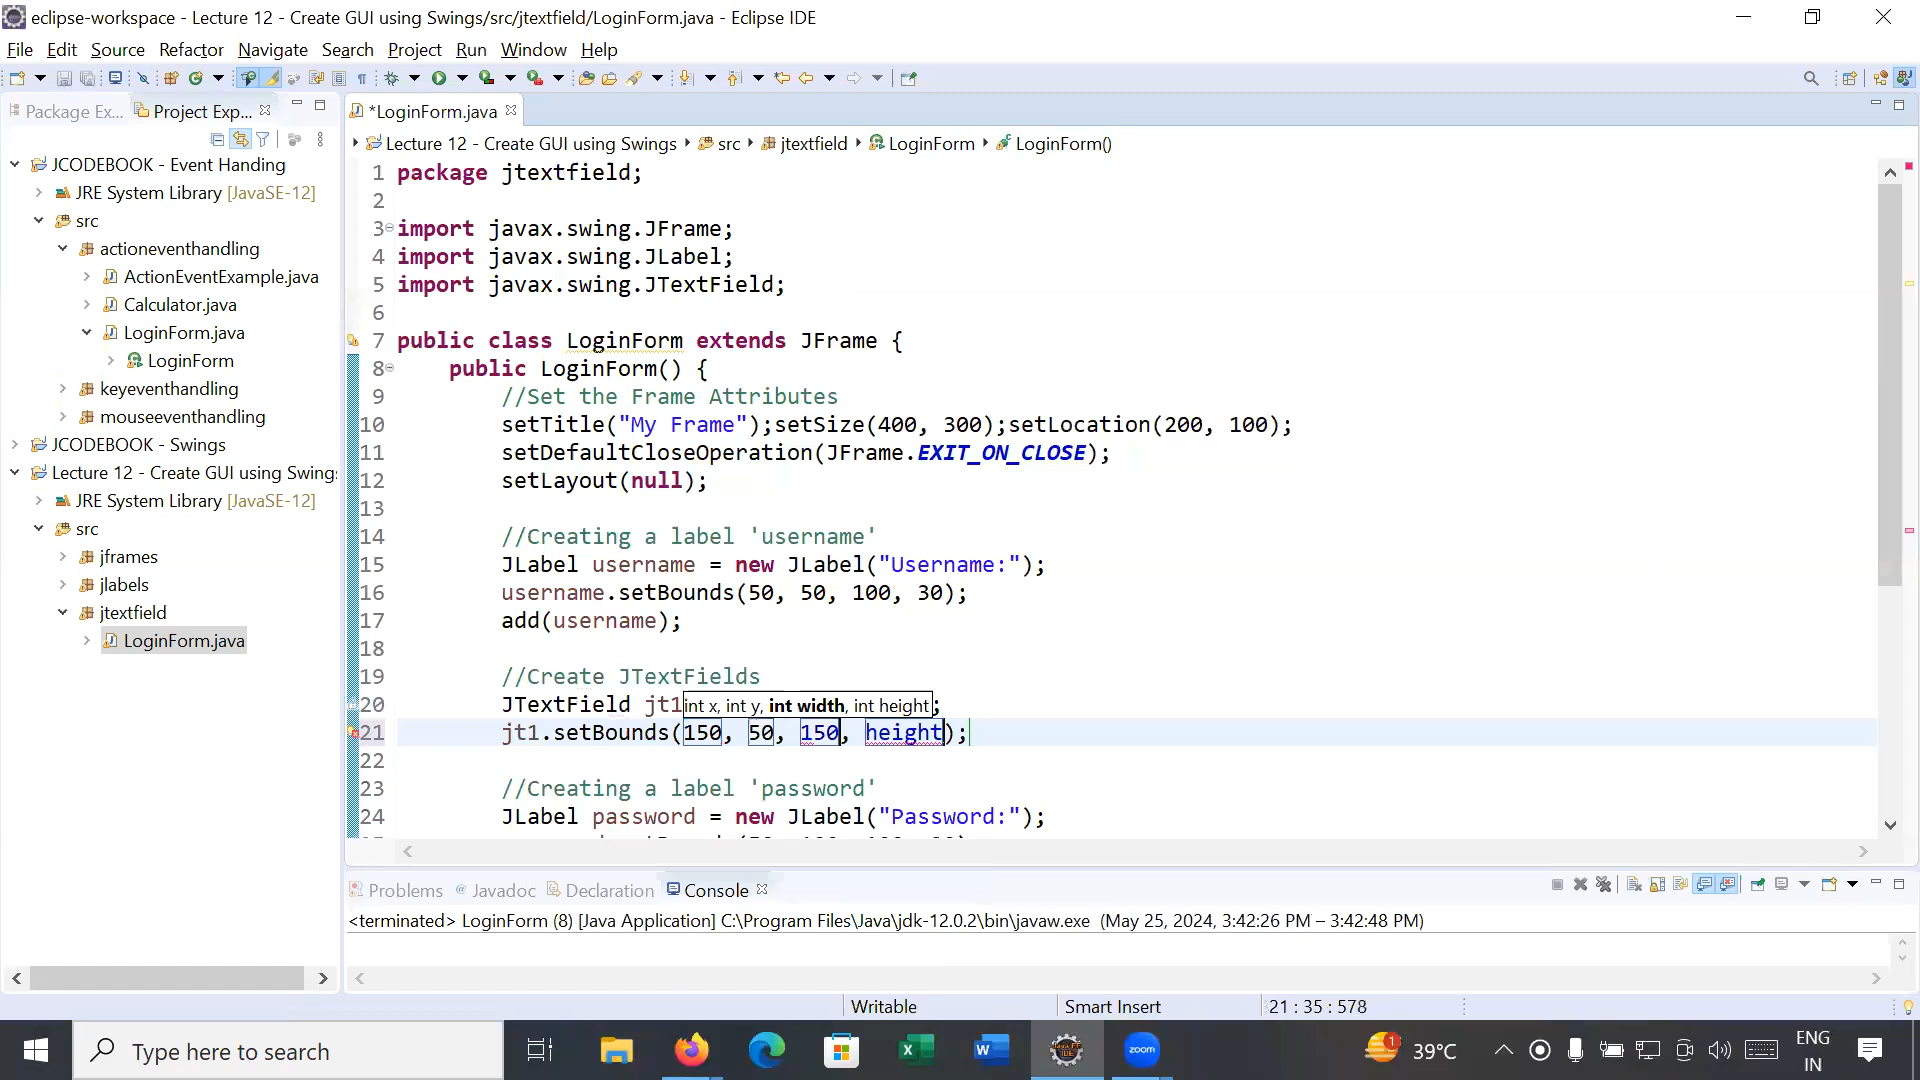 eclipse-workspace - Lecture 12 - Create GUI using Swings/src/jtextfield/LoginForm.java - Eclipse IDE
File Edit Source Refactor Navigate Search Project Run Window Help
Package Ex... Project Exp...
*LoginForm.java
JCODEBOOK - Event Handing
JRE System Library [JavaSE-12]
src
actioneventhandling
ActionEventExample.java
Calculator.java
LoginForm.java
LoginForm
keyeventhandling
mouseeventhandling
JCODEBOOK - Swings
Lecture 12 - Create GUI using Swing
JRE System Library [JavaSE-12]
src
jframes
jlabels
jtextfield
LoginForm.java
Lecture 12 - Create GUI using Swings src jtextfield LoginForm LoginForm()
1 package jtextfield;
2
3 import javax.swing.JFrame;
4 import javax.swing.JLabel;
5 import javax.swing.JTextField;
6
7 public class LoginForm extends JFrame {
8 public LoginForm() {
9 //Set the Frame Attributes
10 setTitle("My Frame");setSize(400, 300);setLocation(200, 100);
11 setDefaultCloseOperation(JFrame.EXIT_ON_CLOSE);
12 setLayout(null);
13
14 //Creating a label 'username'
15 JLabel username = new JLabel("Username:");
16 username.setBounds(50, 50, 100, 30);
17 add(username);
18
19 //Create JTextFields
20 JTextField jt1 int x, int y, int width, int height ;
21 jt1.setBounds(150, 50, 150, height);
22
23 //Creating a label 'password'
24 JLabel password = new JLabel("Password:");
Problems Javadoc Declaration Console
<terminated> LoginForm (8) [Java Application] C:\Program Files\Java\jdk-12.0.2\bin\javaw.exe (May 25, 2024, 3:42:26 PM – 3:42:48 PM)
Writable Smart Insert 21 : 35 : 578
Type here to search
zoom
1
39°C
ENG
IN